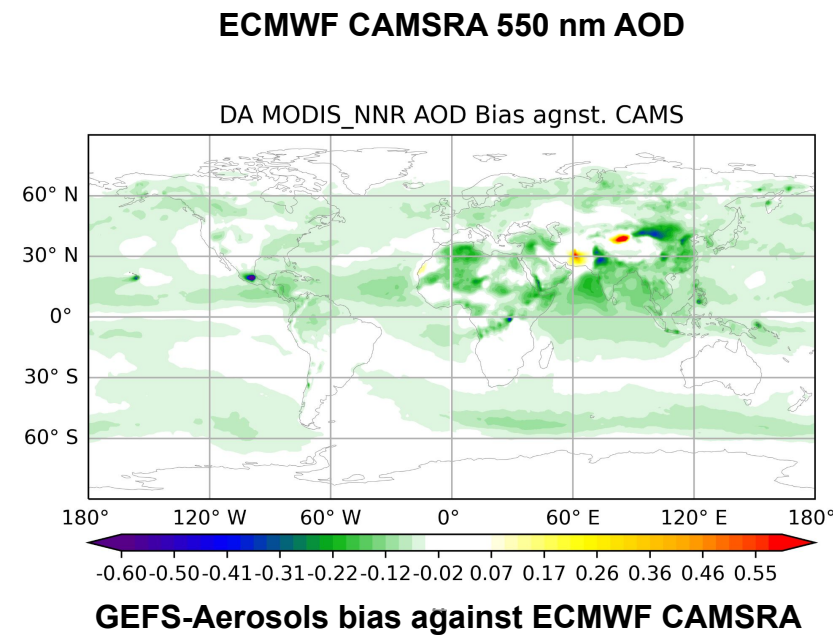 ECMWF CAMSRA 550 nm AOD
DA MODIS_NNR AOD Bias agnst. CAMS
60° N
30° N
0°
30° S
60° S
180° 120° W 60° W 0° 60° E 120° E 180°
-0.60 -0.50 -0.41 -0.31 -0.22 -0.12 -0.02 0.07 0.17 0.26 0.36 0.46 0.55
GEFS-Aerosols bias against ECMWF CAMSRA